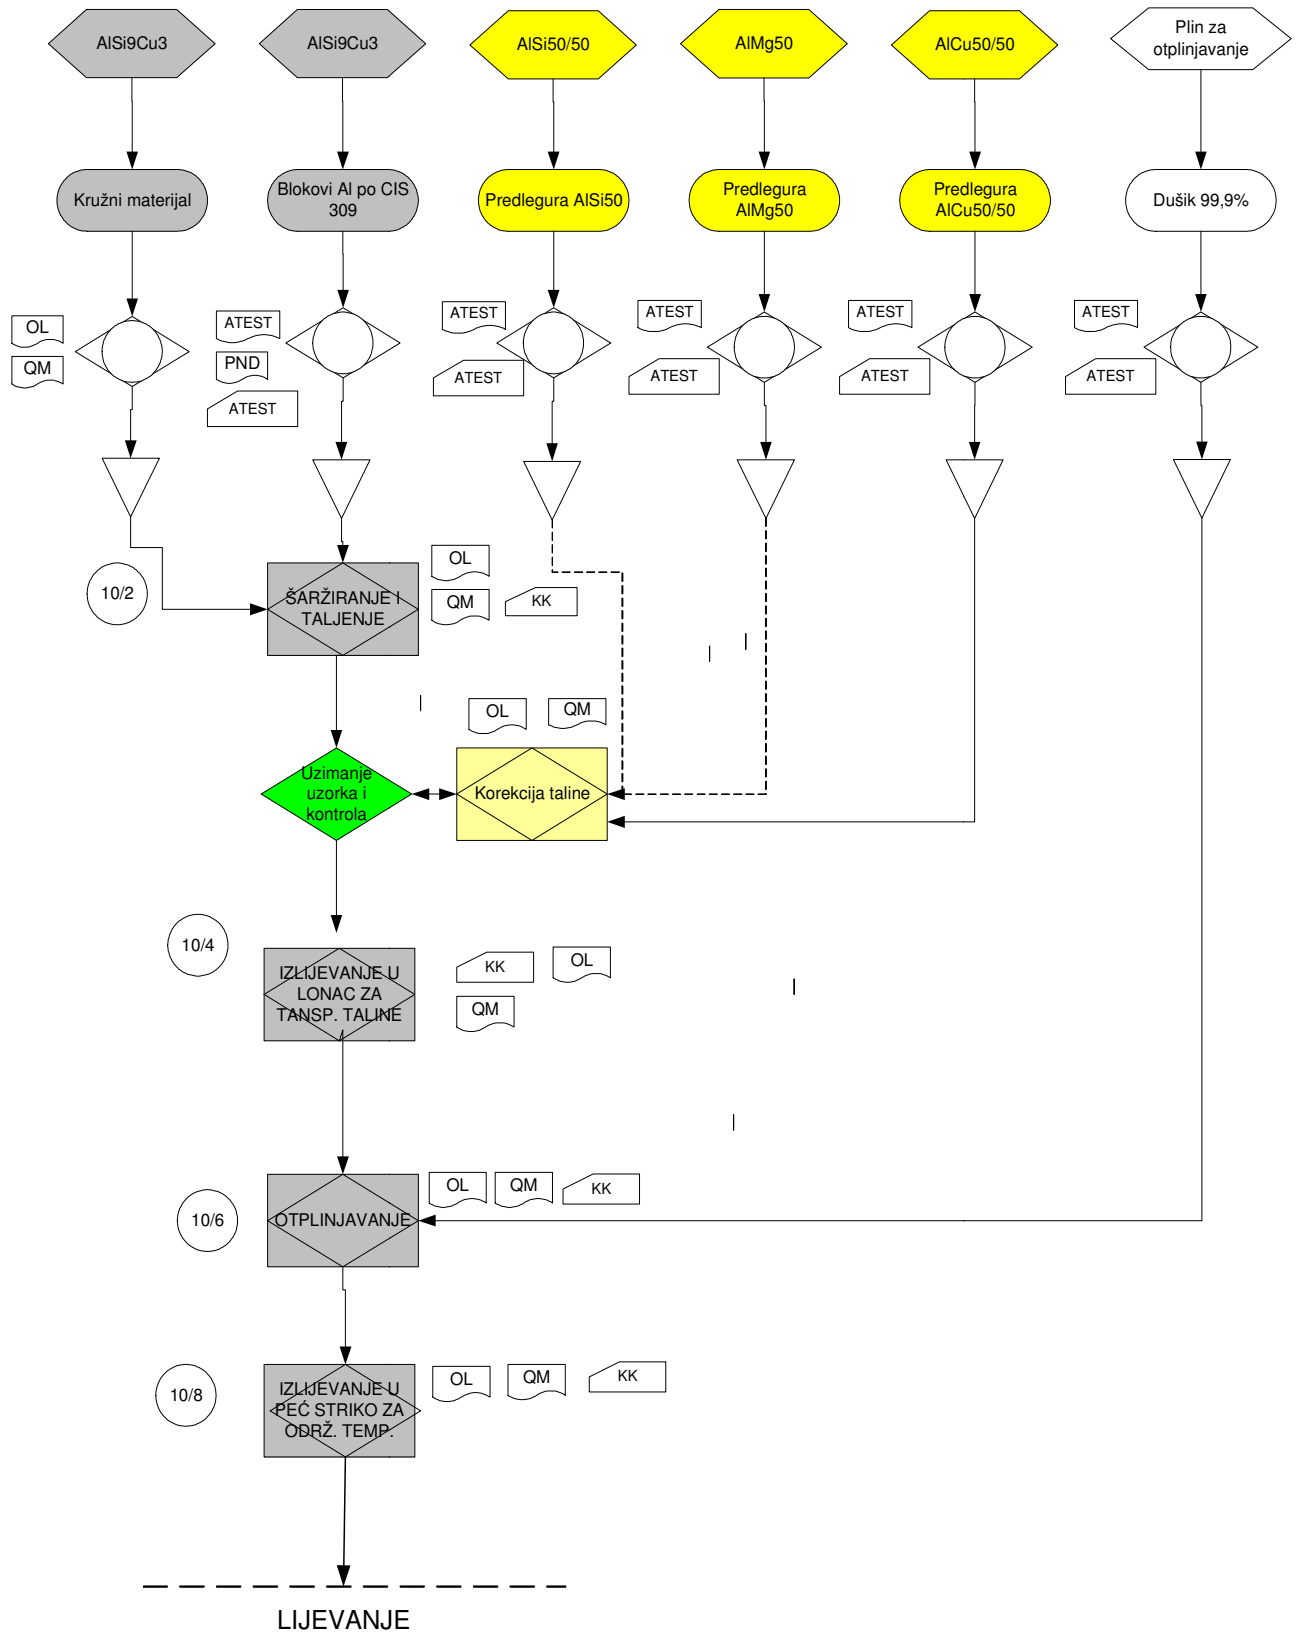 AlSi9Cu3
AlSi9Cu3
AlSi50/50
AlMg50
AlCu50/50
Plin za
otplinjavanje
Kružni materijal
Blokovi Al po CIS
309
Predlegura AlSi50
Predlegura
AlMg50
Predlegura
AlCu50/50
Dušik 99,9%
OL
QM
ATEST
PND
ATEST
ATEST
ATEST
ATEST
ATEST
ATEST
ATEST
ATEST
ATEST
10/2
ŠARŽIRANJE I
TALJENJE
OL
QM
KK
OL
QM
Uzimanje
uzorka i
kontrola
Korekcija taline
10/4
IZLIJEVANJE U
LONAC ZA
TANSP. TALINE
KK
OL
QM
10/6
OTPLINJAVANJE
OL
QM
KK
10/8
IZLIJEVANJE U
PEĆ STRIKO ZA
ODRŽ. TEMP.
OL
QM
KK
LIJEVANJE